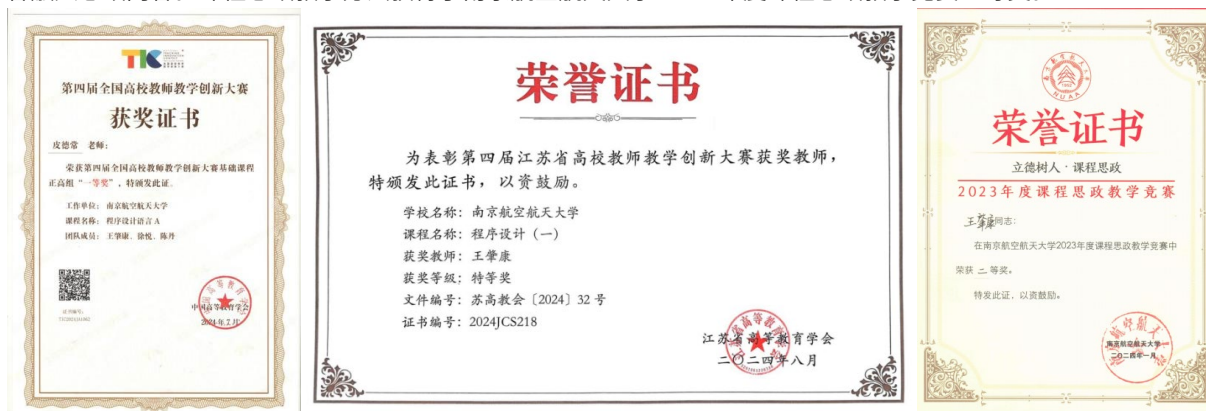 TIC
第四届全国高校教师教学创新大赛
获奖证书
皮德常 老师：
荣获第四届全国高校教师教学创新大赛基础课程
正高组“一等奖”，特颁发此证。
工作单位： 南京航空航天大学
课程名称： 程序设计语言 A
团队成员： 王肇康、徐悦、陈丹
证书编号：
中国高等教育学会
2024年7月
荣誉证书
为表彰第四届江苏省高校教师教学创新大赛获奖教师，
特颁发此证书，以资鼓励。
学校名称：南京航空航天大学
课程名称：程序设计（一）
获奖教师：王肇康
获奖等级：特等奖
文件编号：苏高教会〔2024〕32 号
证书编号：2024JCS218
江苏省高等教育学会
二〇二四年八月
NUAA
荣誉证书
立德树人 · 课程思政
2023年度课程思政教学竞赛
王肇康同志：
在南京航空航天大学2023年度课程思政教学竞赛中
荣获 二 等奖。
特发此证，以资鼓励。
南京航空航天大学
二〇二四年一月